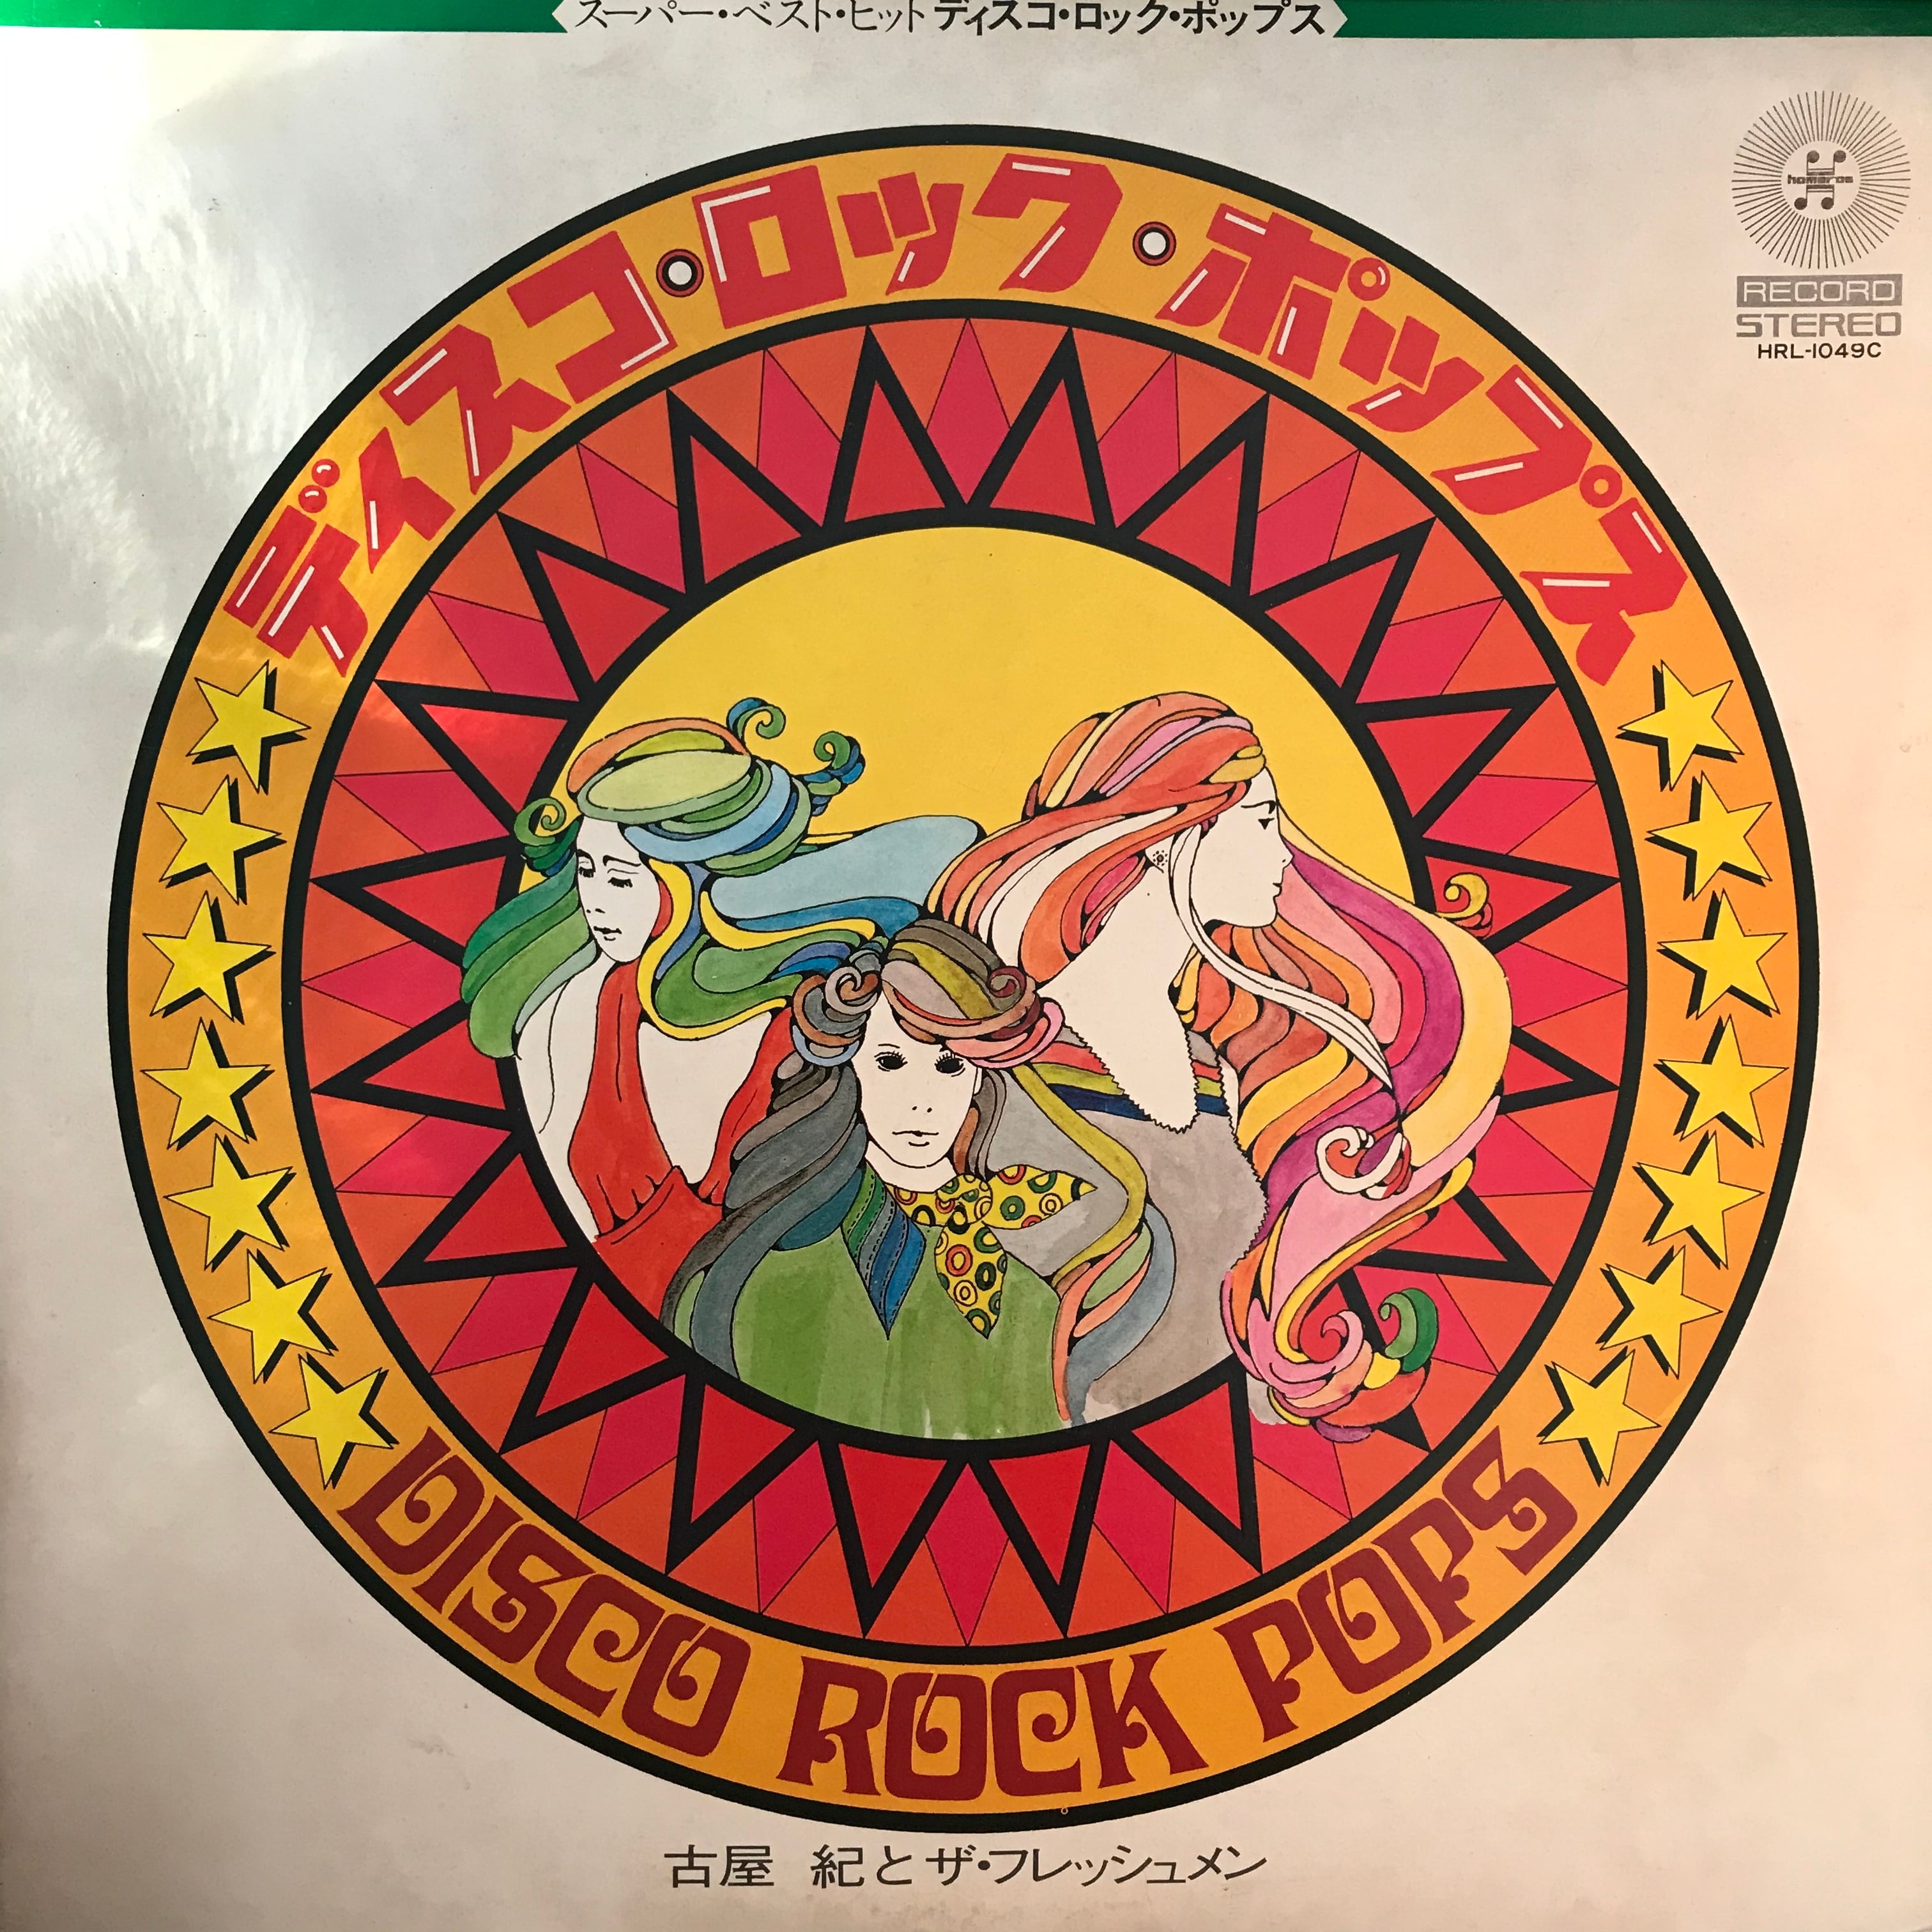 スーパー・ベスト・ヒット ディスコ・ロック・ポップス
homeros
RECORD
STEREO
HRL-1049C
ディスコ・ロック・ポップス
DISCO ROCK POPS
古屋 紀とザ・フレッシュメン